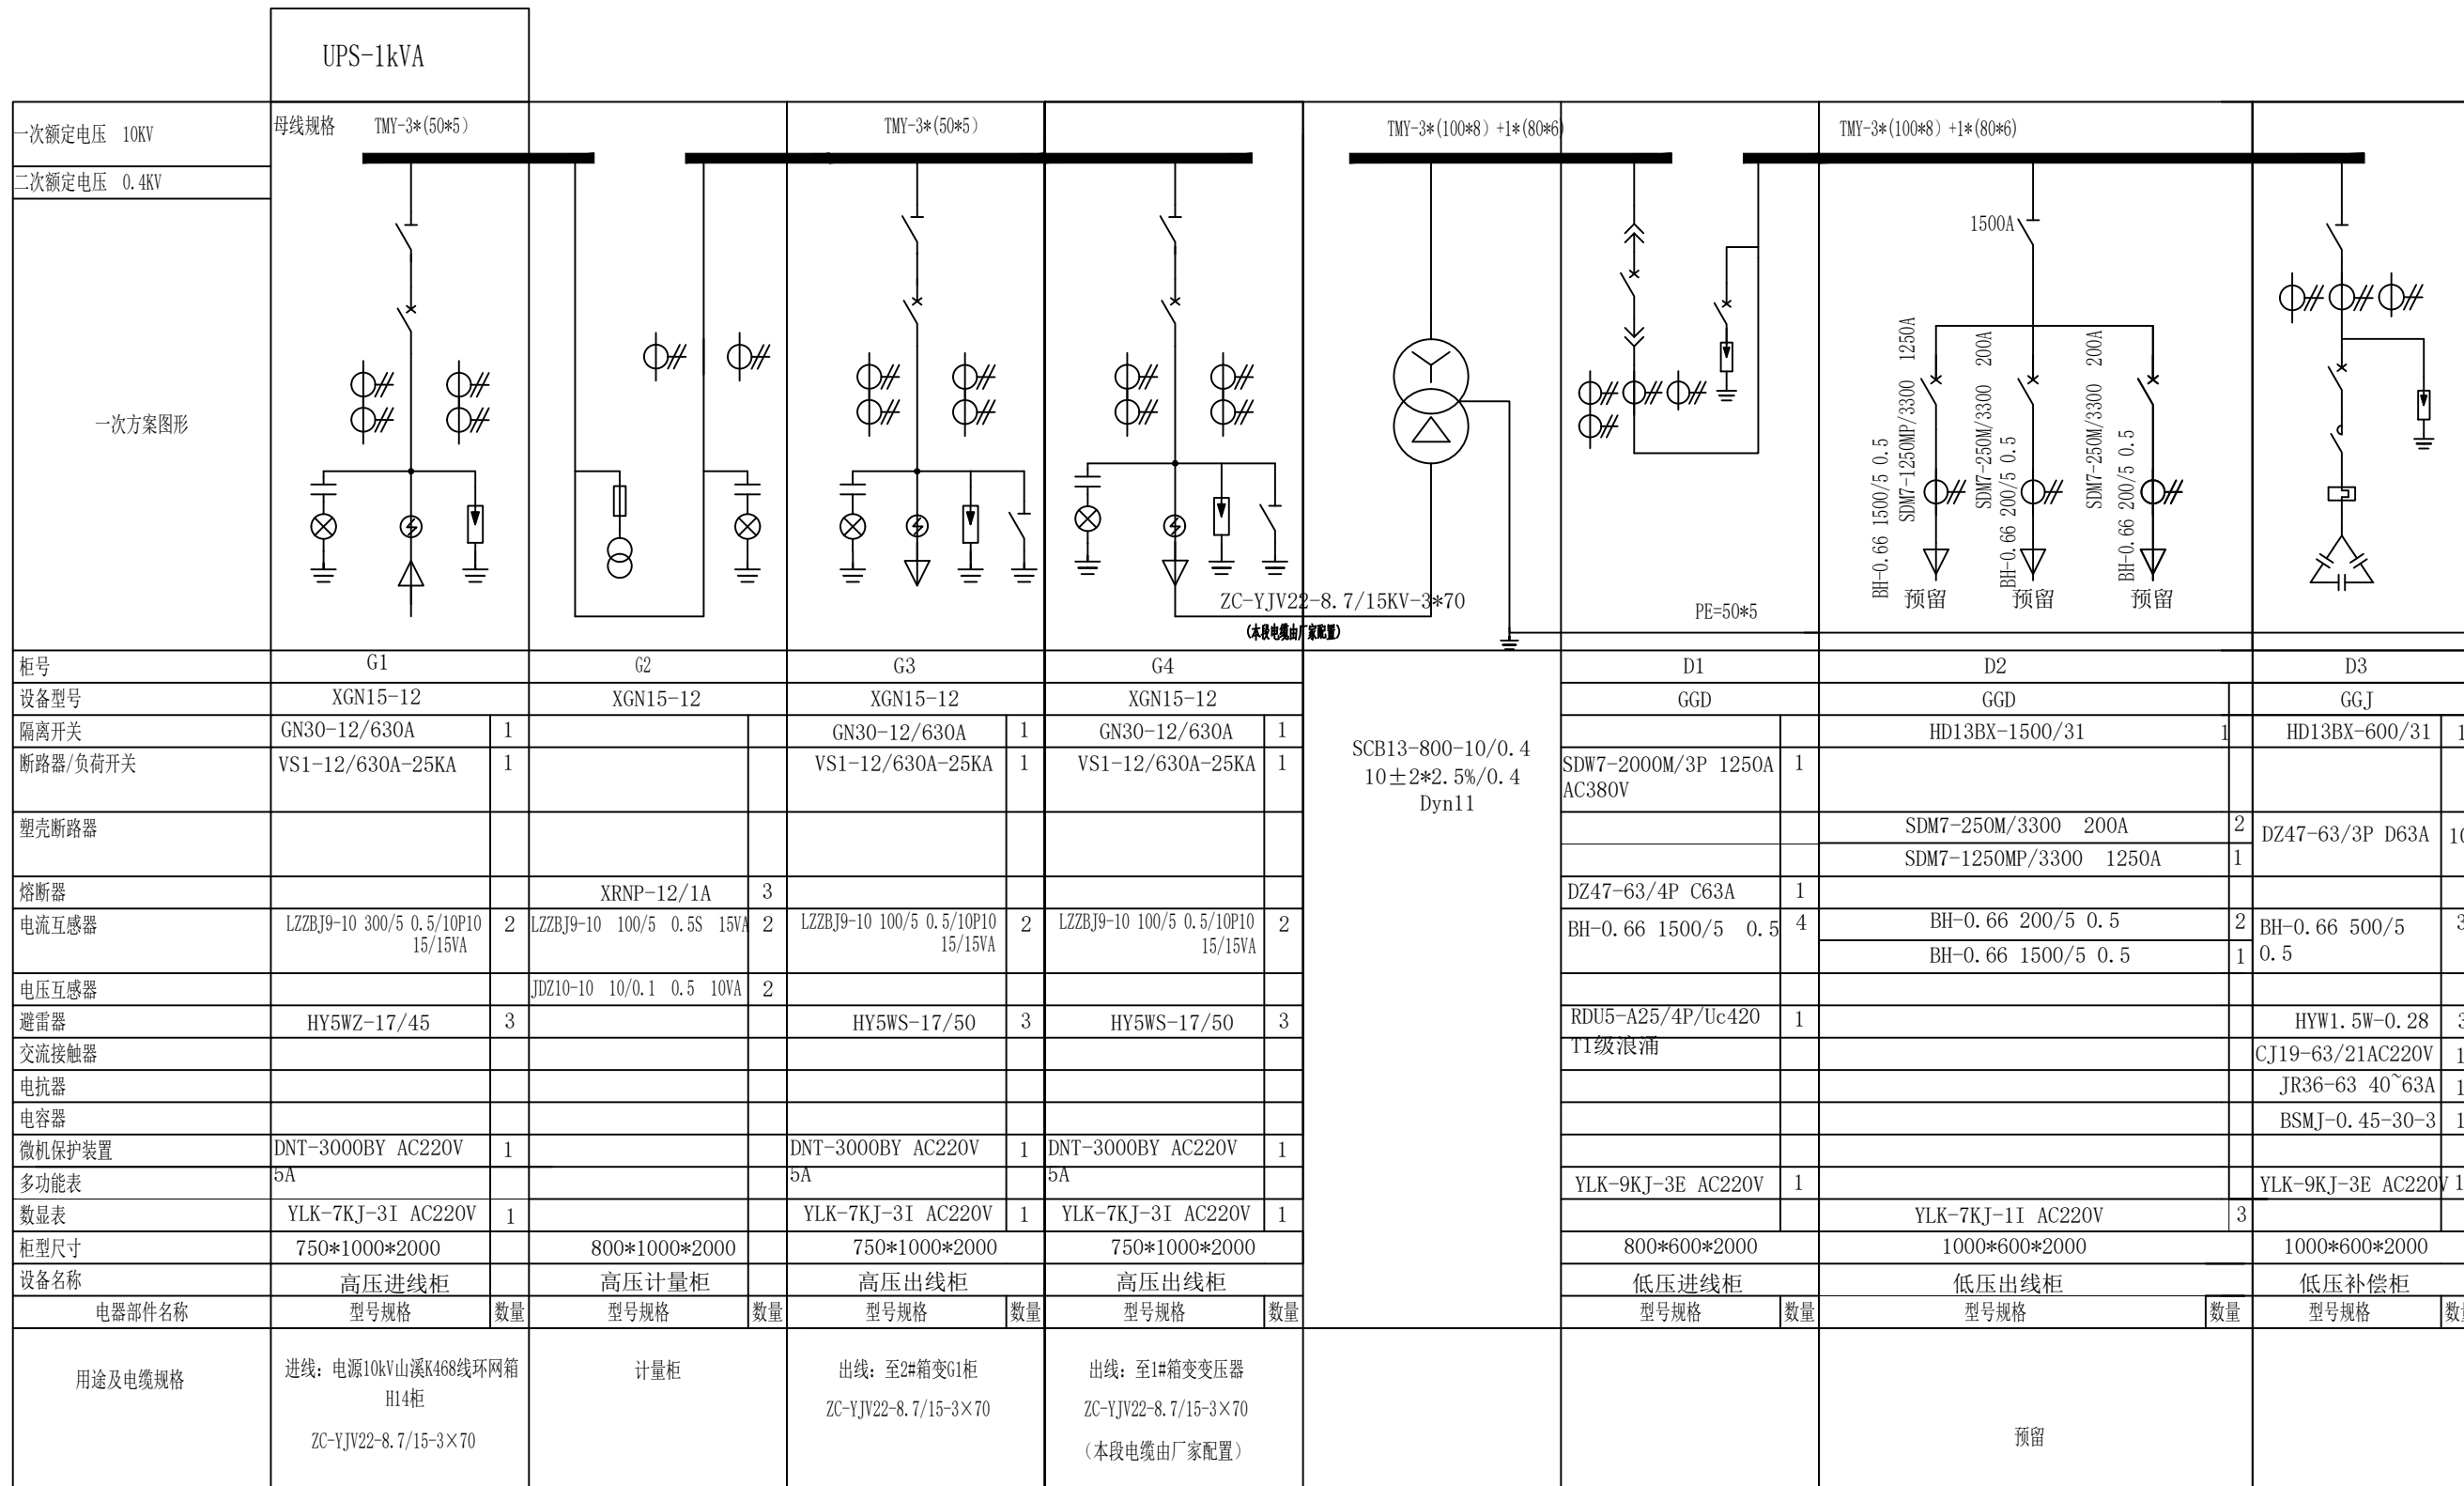 UPS-1kVA
一次额定电压 10KV
母线规格 TMY-3*(50*5)
TMY-3*(50*5)
TMY-3*(100*8)+1*(80*6)
TMY-3*(100*8)+1*(80*6)
二次额定电压 0.4KV
一次方案图形
1500A
BH-0.66 1500/5 0.5
SDM7-1250MP/3300 1250A
SDM7-250M/3300 200A
BH-0.66 200/5 0.5
SDM7-250M/3300 200A
BH-0.66 200/5 0.5
预留 预留 预留
ZC-YJV22-8.7/15KV-3*70
(本段电缆由厂家配置)
PE=50*5
柜号 G1 G2 G3 G4 D1 D2 D3
设备型号 XGN15-12 XGN15-12 XGN15-12 XGN15-12 GGD GGD GGJ
隔离开关 GN30-12/630A 1 GN30-12/630A 1 GN30-12/630A 1 HD13BX-1500/31 1 HD13BX-600/31 1
SCB13-800-10/0.4
10±2*2.5%/0.4
Dyn11
断路器/负荷开关 VS1-12/630A-25KA 1 VS1-12/630A-25KA 1 VS1-12/630A-25KA 1 SDW7-2000M/3P 1250A 1
AC380V
塑壳断路器 SDM7-250M/3300 200A 2 DZ47-63/3P D63A 10
SDM7-1250MP/3300 1250A 1
熔断器 XRNP-12/1A 3 DZ47-63/4P C63A 1
电流互感器 LZZBJ9-10 300/5 0.5/10P10 2 LZZBJ9-10 100/5 0.5S 15VA 2 LZZBJ9-10 100/5 0.5/10P10 2 LZZBJ9-10 100/5 0.5/10P10 2 BH-0.66 1500/5 0.5 4 BH-0.66 200/5 0.5 2 BH-0.66 500/5 3
15/15VA 15/15VA 15/15VA BH-0.66 1500/5 0.5 1 0.5
电压互感器 JDZ10-10 10/0.1 0.5 10VA 2
避雷器 HY5WZ-17/45 3 HY5WS-17/50 3 HY5WS-17/50 3 RDU5-A25/4P/Uc420 1 HYW1.5W-0.28 3
T1级浪涌
交流接触器 CJ19-63/21AC220V 1
电抗器 JR36-63 40~63A 1
电容器 BSMJ-0.45-30-3 1
微机保护装置 DNT-3000BY AC220V 1 DNT-3000BY AC220V 1 DNT-3000BY AC220V 1
5A 5A 5A
多功能表 YLK-9KJ-3E AC220V 1 YLK-9KJ-3E AC220V 1
数显表 YLK-7KJ-3I AC220V 1 YLK-7KJ-3I AC220V 1 YLK-7KJ-3I AC220V 1 YLK-7KJ-1I AC220V 3
柜型尺寸 750*1000*2000 800*1000*2000 750*1000*2000 750*1000*2000 800*600*2000 1000*600*2000 1000*600*2000
设备名称 高压进线柜 高压计量柜 高压出线柜 高压出线柜 低压进线柜 低压出线柜 低压补偿柜
电器部件名称 型号规格 数量 型号规格 数量 型号规格 数量 型号规格 数量 型号规格 数量 型号规格 数量 型号规格
用途及电缆规格
进线：电源10kV山溪K468线环网箱
H14柜
ZC-YJV22-8.7/15-3×70
计量柜
出线：至2#箱变G1柜
ZC-YJV22-8.7/15-3×70
出线：至1#箱变变压器
ZC-YJV22-8.7/15-3×70
（本段电缆由厂家配置）
预留